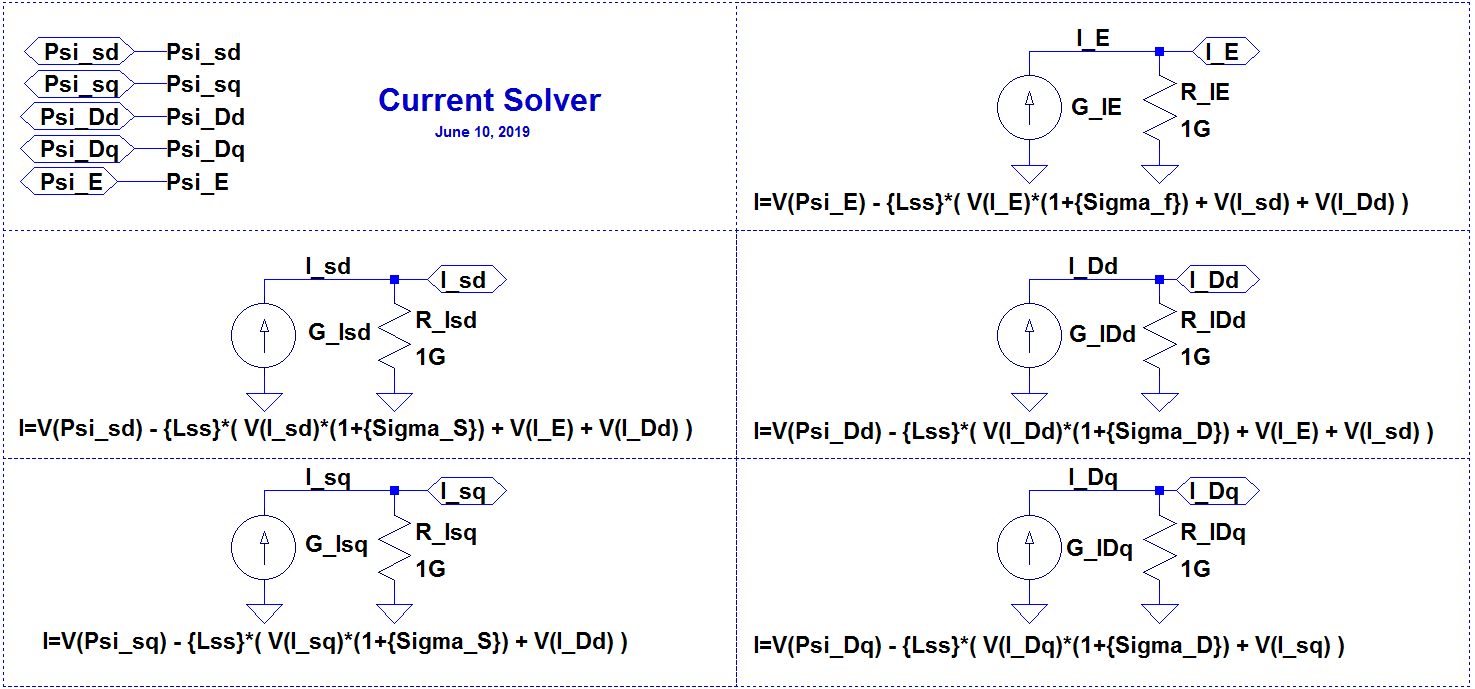 Psi_sd Psi_sd
Psi_sq Psi_sq
Psi_Dd Psi_Dd
Psi_Dq Psi_Dq
Psi_E Psi_E
Current Solver
June 10, 2019
I_E I_E
G_IE
R_IE
1G
I=V(Psi_E) - {Lss}*( V(I_E)*(1+{Sigma_f}) + V(I_sd) + V(I_Dd) )
I_sd I_sd
G_Isd
R_Isd
1G
I=V(Psi_sd) - {Lss}*( V(I_sd)*(1+{Sigma_S}) + V(I_E) + V(I_Dd) )
I_Dd I_Dd
G_IDd
R_IDd
1G
I=V(Psi_Dd) - {Lss}*( V(I_Dd)*(1+{Sigma_D}) + V(I_E) + V(I_sd) )
I_sq I_sq
G_Isq
R_Isq
1G
I=V(Psi_sq) - {Lss}*( V(I_sq)*(1+{Sigma_S}) + V(I_Dd) )
I_Dq I_Dq
G_IDq
R_IDq
1G
I=V(Psi_Dq) - {Lss}*( V(I_Dq)*(1+{Sigma_D}) + V(I_sq) )